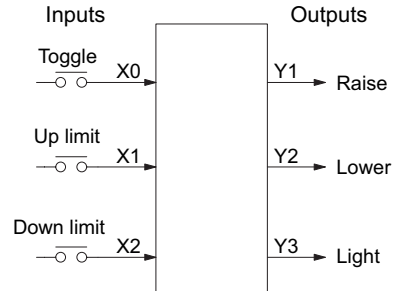 Inputs
Outputs
Toggle
X0
Y1
Raise
Up limit
X1
Y2
Lower
Down limit
X2
Y3
Light